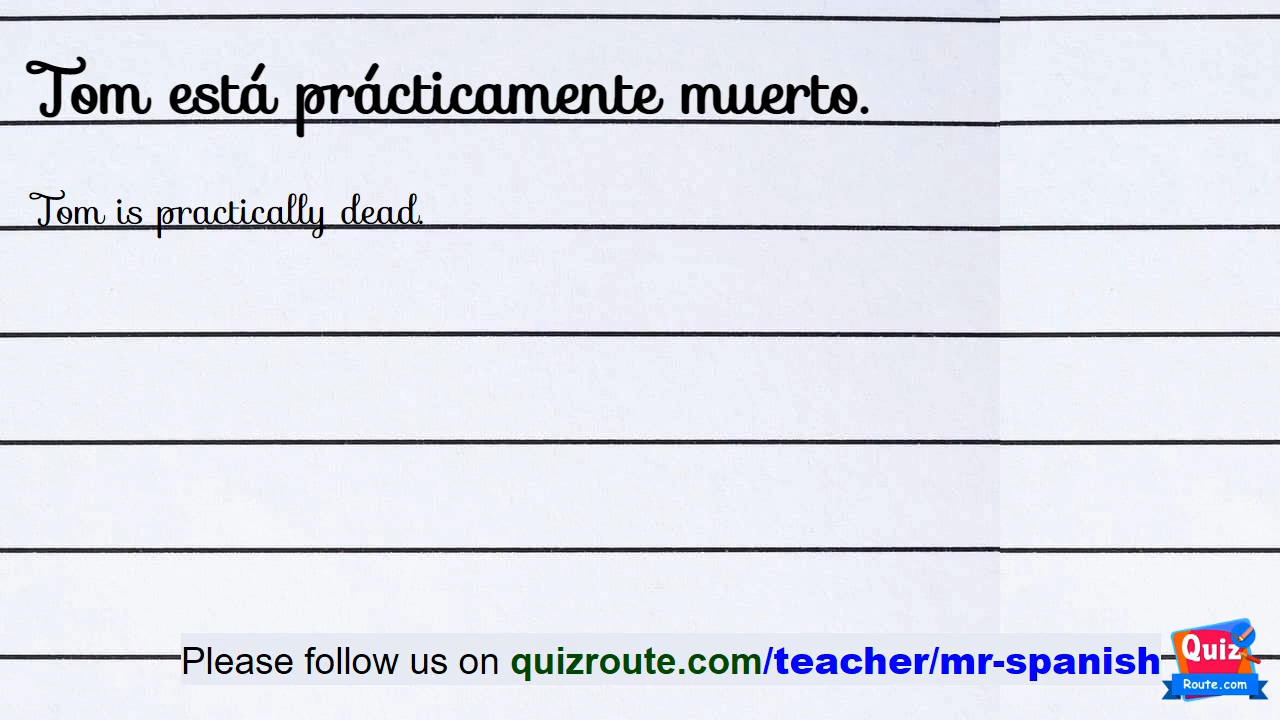 Tom está prácticamente muerto.
Tom is practically dead.
Please follow us on quizroute.com/teacher/mr-spanish
Quiz
Route.com